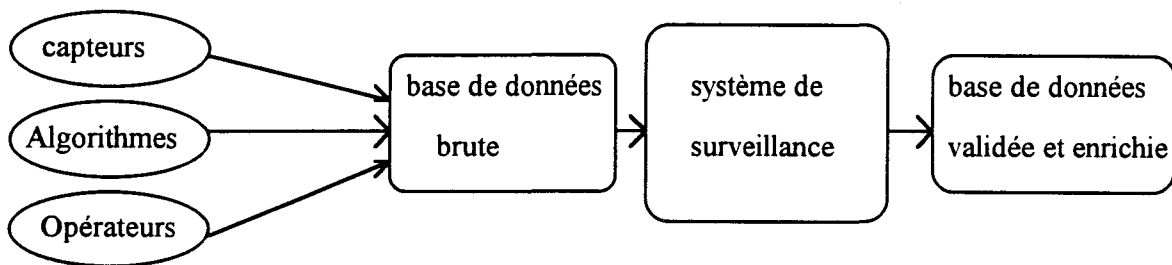 capteurs
Algorithmes
Opérateurs
base de données
brute
système de
surveillance
base de données
validée et enrichie